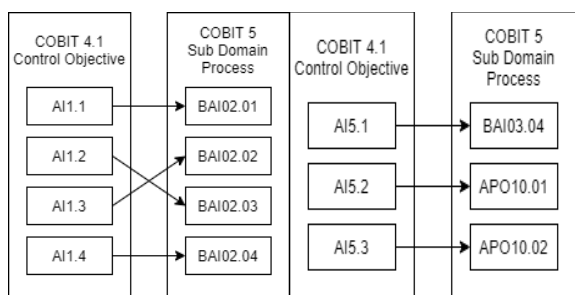 COBIT 4.1
Control Objective
AI1.1
AI1.2
AI1.3
AI1.4
COBIT 5
Sub Domain
Process
BAI02.01
BAI02.02
BAI02.03
BAI02.04
COBIT 4.1
Control Objective
AI5.1
AI5.2
AI5.3
COBIT 5
Sub Domain
Process
BAI03.04
APO10.01
APO10.02